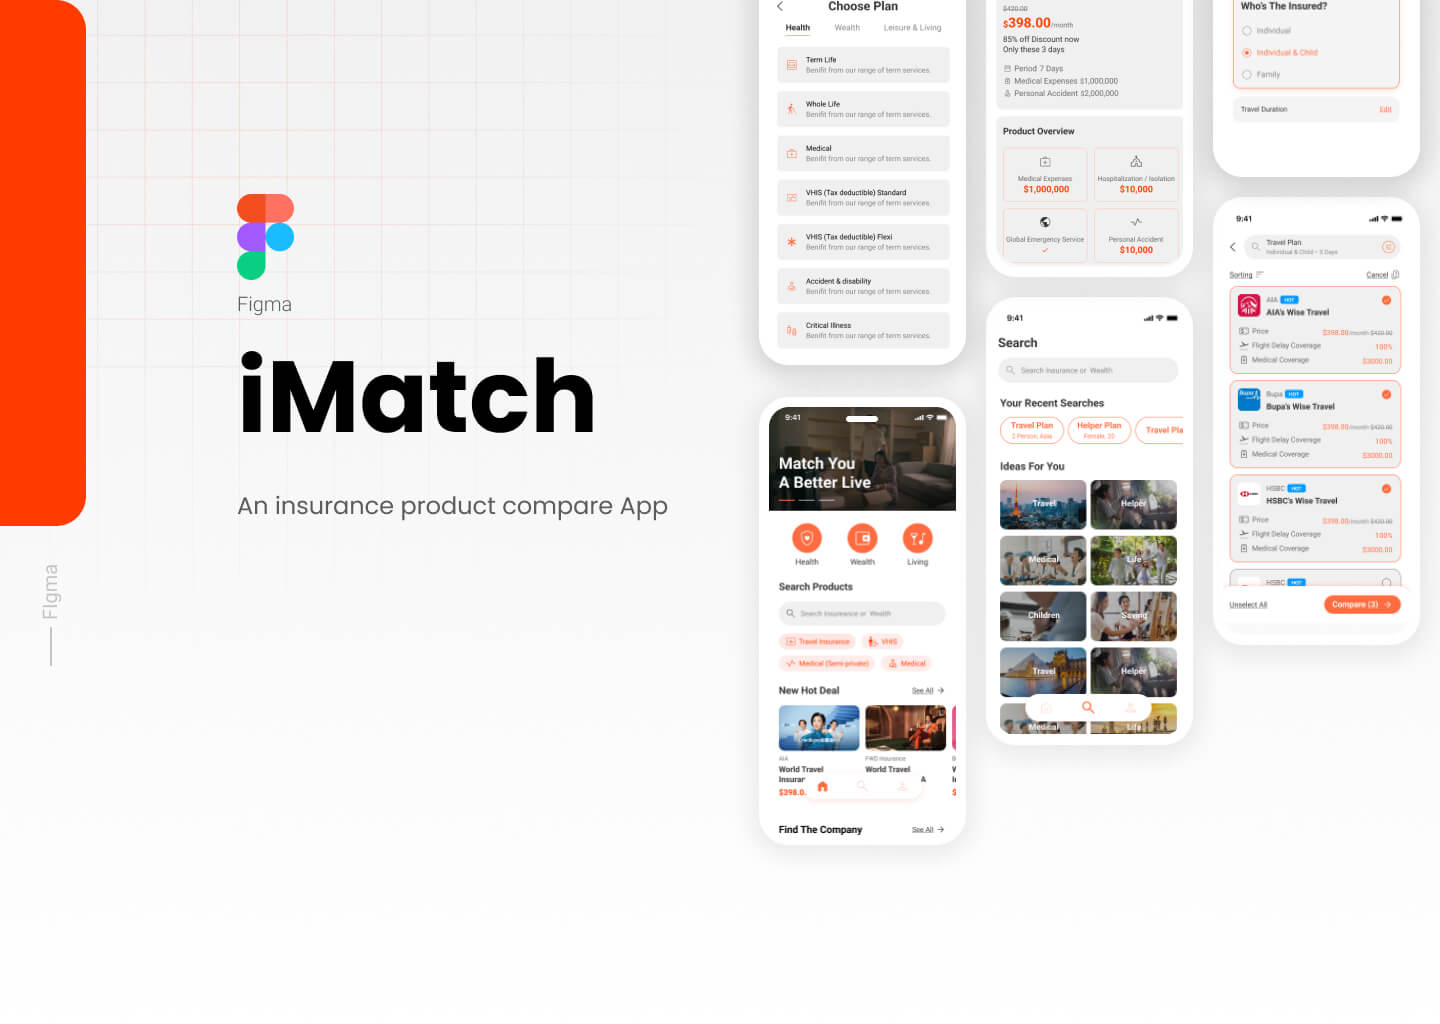 Figma
iMatch
An insurance product compare App
FIgma
Choose Plan
Health
Wealth
Leisure & Living
Term Life
Benifit from our range of term services.
Whole Life
Benifit from our range of term services.
Medical
Benifit from our range of term services.
VHIS (Tax deductible) Standard
Benifit from our range of term services.
VHIS (Tax deductible) Flexi
Benifit from our range of term services.
Accident & disability
Benifit from our range of term services.
Critical Illness
Benifit from our range of term services.
9:41
Match You
A Better Live
Health
Wealth
Living
Search Products
Search Insureance or Wealth
Travel Insurance
VHIS
Medical (Semi-private)
Medical
New Hot Deal
See All
AIA
World Travel
Insurar
$398.0
FWD Insurance
World Travel
Find The Company
See All
$420.00
$398.00/month
85% off Discount now
Only these 3 days
Period 7 Days
Medical Expenses $1,000,000
Personal Accident $2,000,000
Product Overview
Medical Expenses
$1,000,000
Hospitalization / Isolation
$10,000
Global Emergency Service
Personal Accident
$10,000
9:41
Search
Search Insurance or Wealth
Your Recent Searches
Travel Plan
2 Person, Asia
Helper Plan
Female, 20
Travel Pla
Ideas For You
Travel
Helper
Medical
Life
Children
Saving
Travel
Helper
Medical
Life
Who's The Insured?
Individual
Individual & Child
Family
Travel Duration
Edit
9:41
Travel Plan
Individual & Child • 5 Days
Sorting
Cancel
AIA HOT
AIA's Wise Travel
Price
$398.00/month $420.00
Flight Delay Coverage
100%
Medical Coverage
$3000.00
Bupa HOT
Bupa's Wise Travel
Price
$398.00/month $420.00
Flight Delay Coverage
100%
Medical Coverage
$3000.00
HSBC HOT
HSBC's Wise Travel
Price
$398.00/month $420.00
Flight Delay Coverage
100%
Medical Coverage
$3000.00
HSBC HOT
Unselect All
Compare (3)